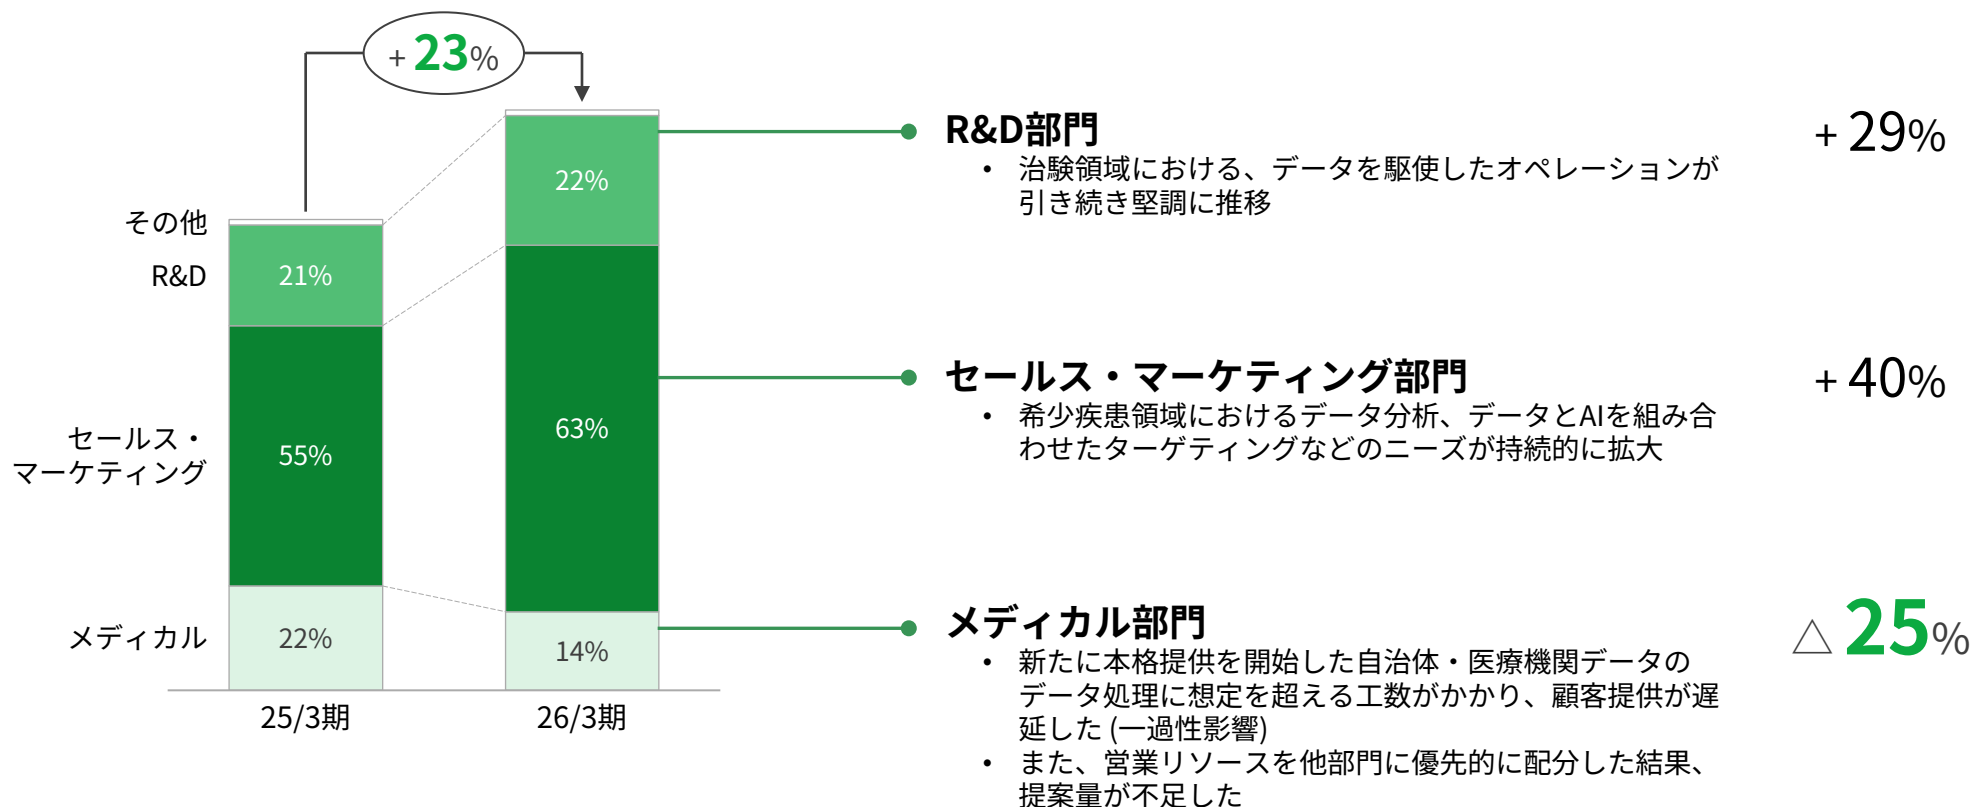 + 23%
その他
R&D
セールス・
マーケティング
メディカル
21%
55%
22%
22%
63%
14%
25/3期
26/3期
R&D部門
+ 29%
• 治験領域における、データを駆使したオペレーションが
引き続き堅調に推移
セールス・マーケティング部門
+ 40%
• 希少疾患領域におけるデータ分析、データとAIを組み合
わせたターゲティングなどのニーズが持続的に拡大
メディカル部門
△ 25%
• 新たに本格提供を開始した自治体・医療機関データの
データ処理に想定を超える工数がかかり、顧客提供が遅
延した (一過性影響)
• また、営業リソースを他部門に優先的に配分した結果、
提案量が不足した